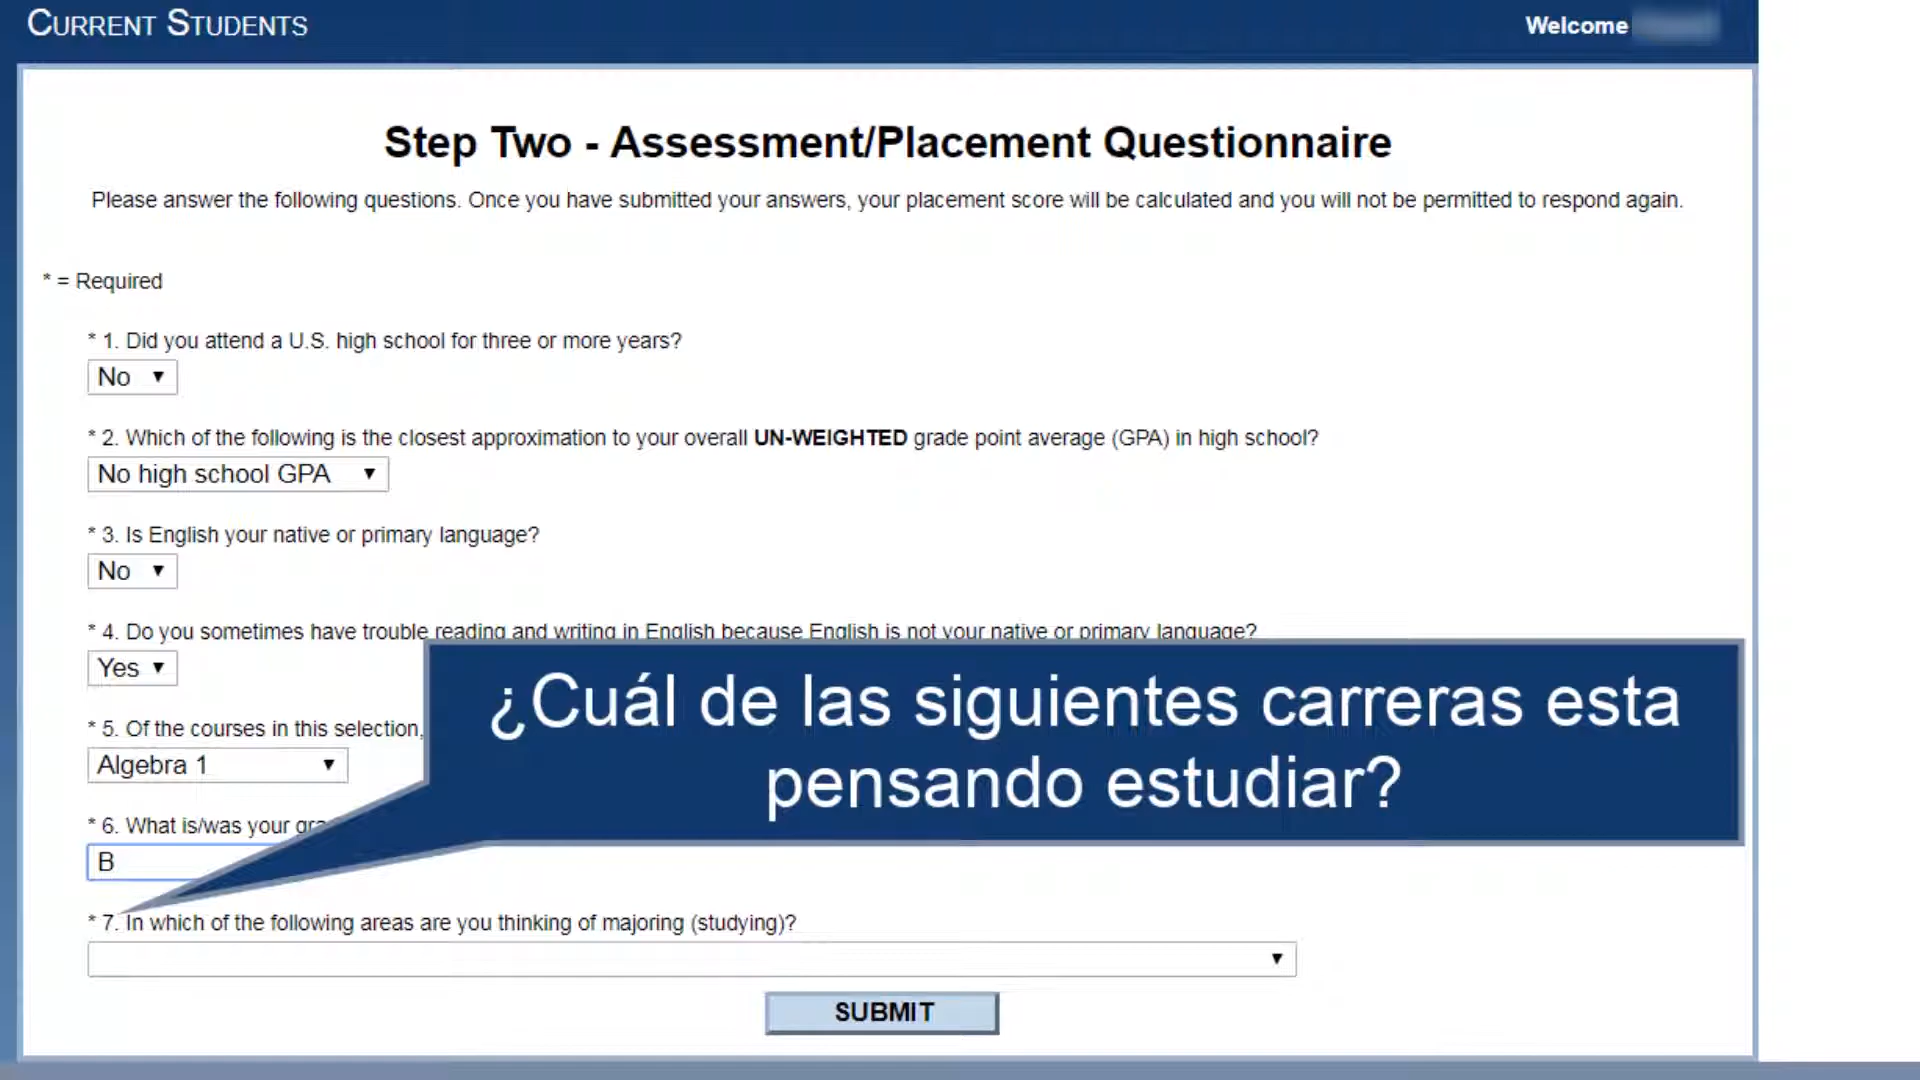 CURRENT STUDENTS
Welcome
Step Two - Assessment/Placement Questionnaire
Please answer the following questions. Once you have submitted your answers, your placement score will be calculated and you will not be permitted to respond again.
* = Required
* 1. Did you attend a U.S. high school for three or more years?
No
* 2. Which of the following is the closest approximation to your overall UN-WEIGHTED grade point average (GPA) in high school?
No high school GPA
* 3. Is English your native or primary language?
No
* 4. Do you sometimes have trouble reading and writing in English because English is not your native or primary language?
Yes
¿Cuál de las siguientes carreras esta
pensando estudiar?
* 5. Of the courses in this selection,
Algebra 1
* 6. What is/was your
B
* 7. In which of the following areas are you thinking of majoring (studying)?
SUBMIT